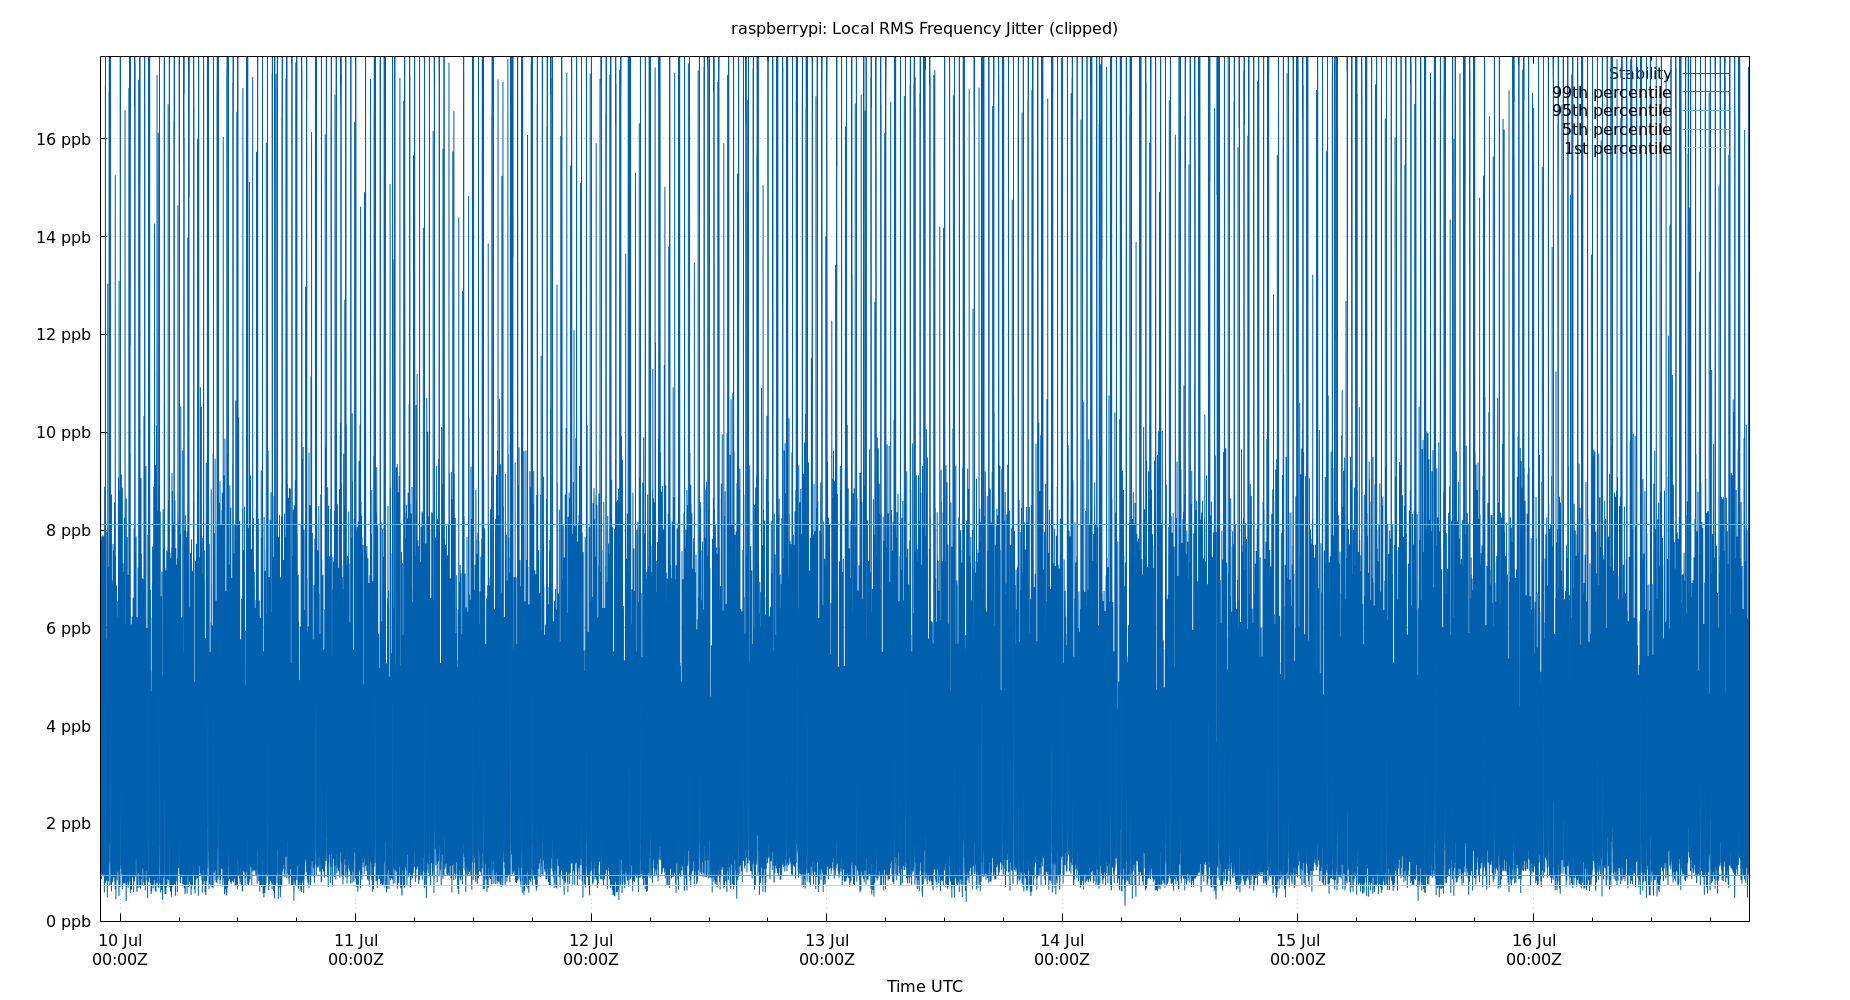 raspberrypi: Local RMS Frequency Jitter (clipped)
Stability
99th percentile
95th percentile
5th percentile
1st percentile
16 ppb
14 ppb
12 ppb
10 ppb
8 ppb
6 ppb
4 ppb
2 ppb
0 ppb
10 Jul 11 Jul 12 Jul 13 Jul 14 Jul 15 Jul 16 Jul
00:00Z 00:00Z 00:00Z 00:00Z 00:00Z 00:00Z 00:00Z
Time UTC